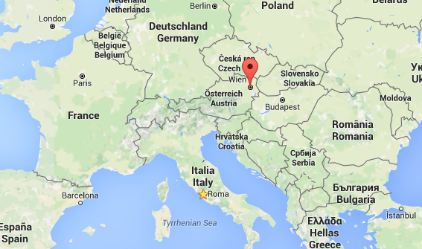 Berlin
Poland
Belarus
Nederland
Netherlands
London
Deutschland
Germany
België
Belgique
Belgium
Česká
Czech
Wien
Slovensko
Slovakia
Paris
Österreich
Austria
Budapest
Moldova
France
România
Romania
Hrvatska
Croatia
Србија
Serbia
Italia
Italy
Roma
Barcelona
България
Bulgaria
Istanbul
Tyrrhenian Sea
España
Spain
Ελλάδα
Hellas
Greece